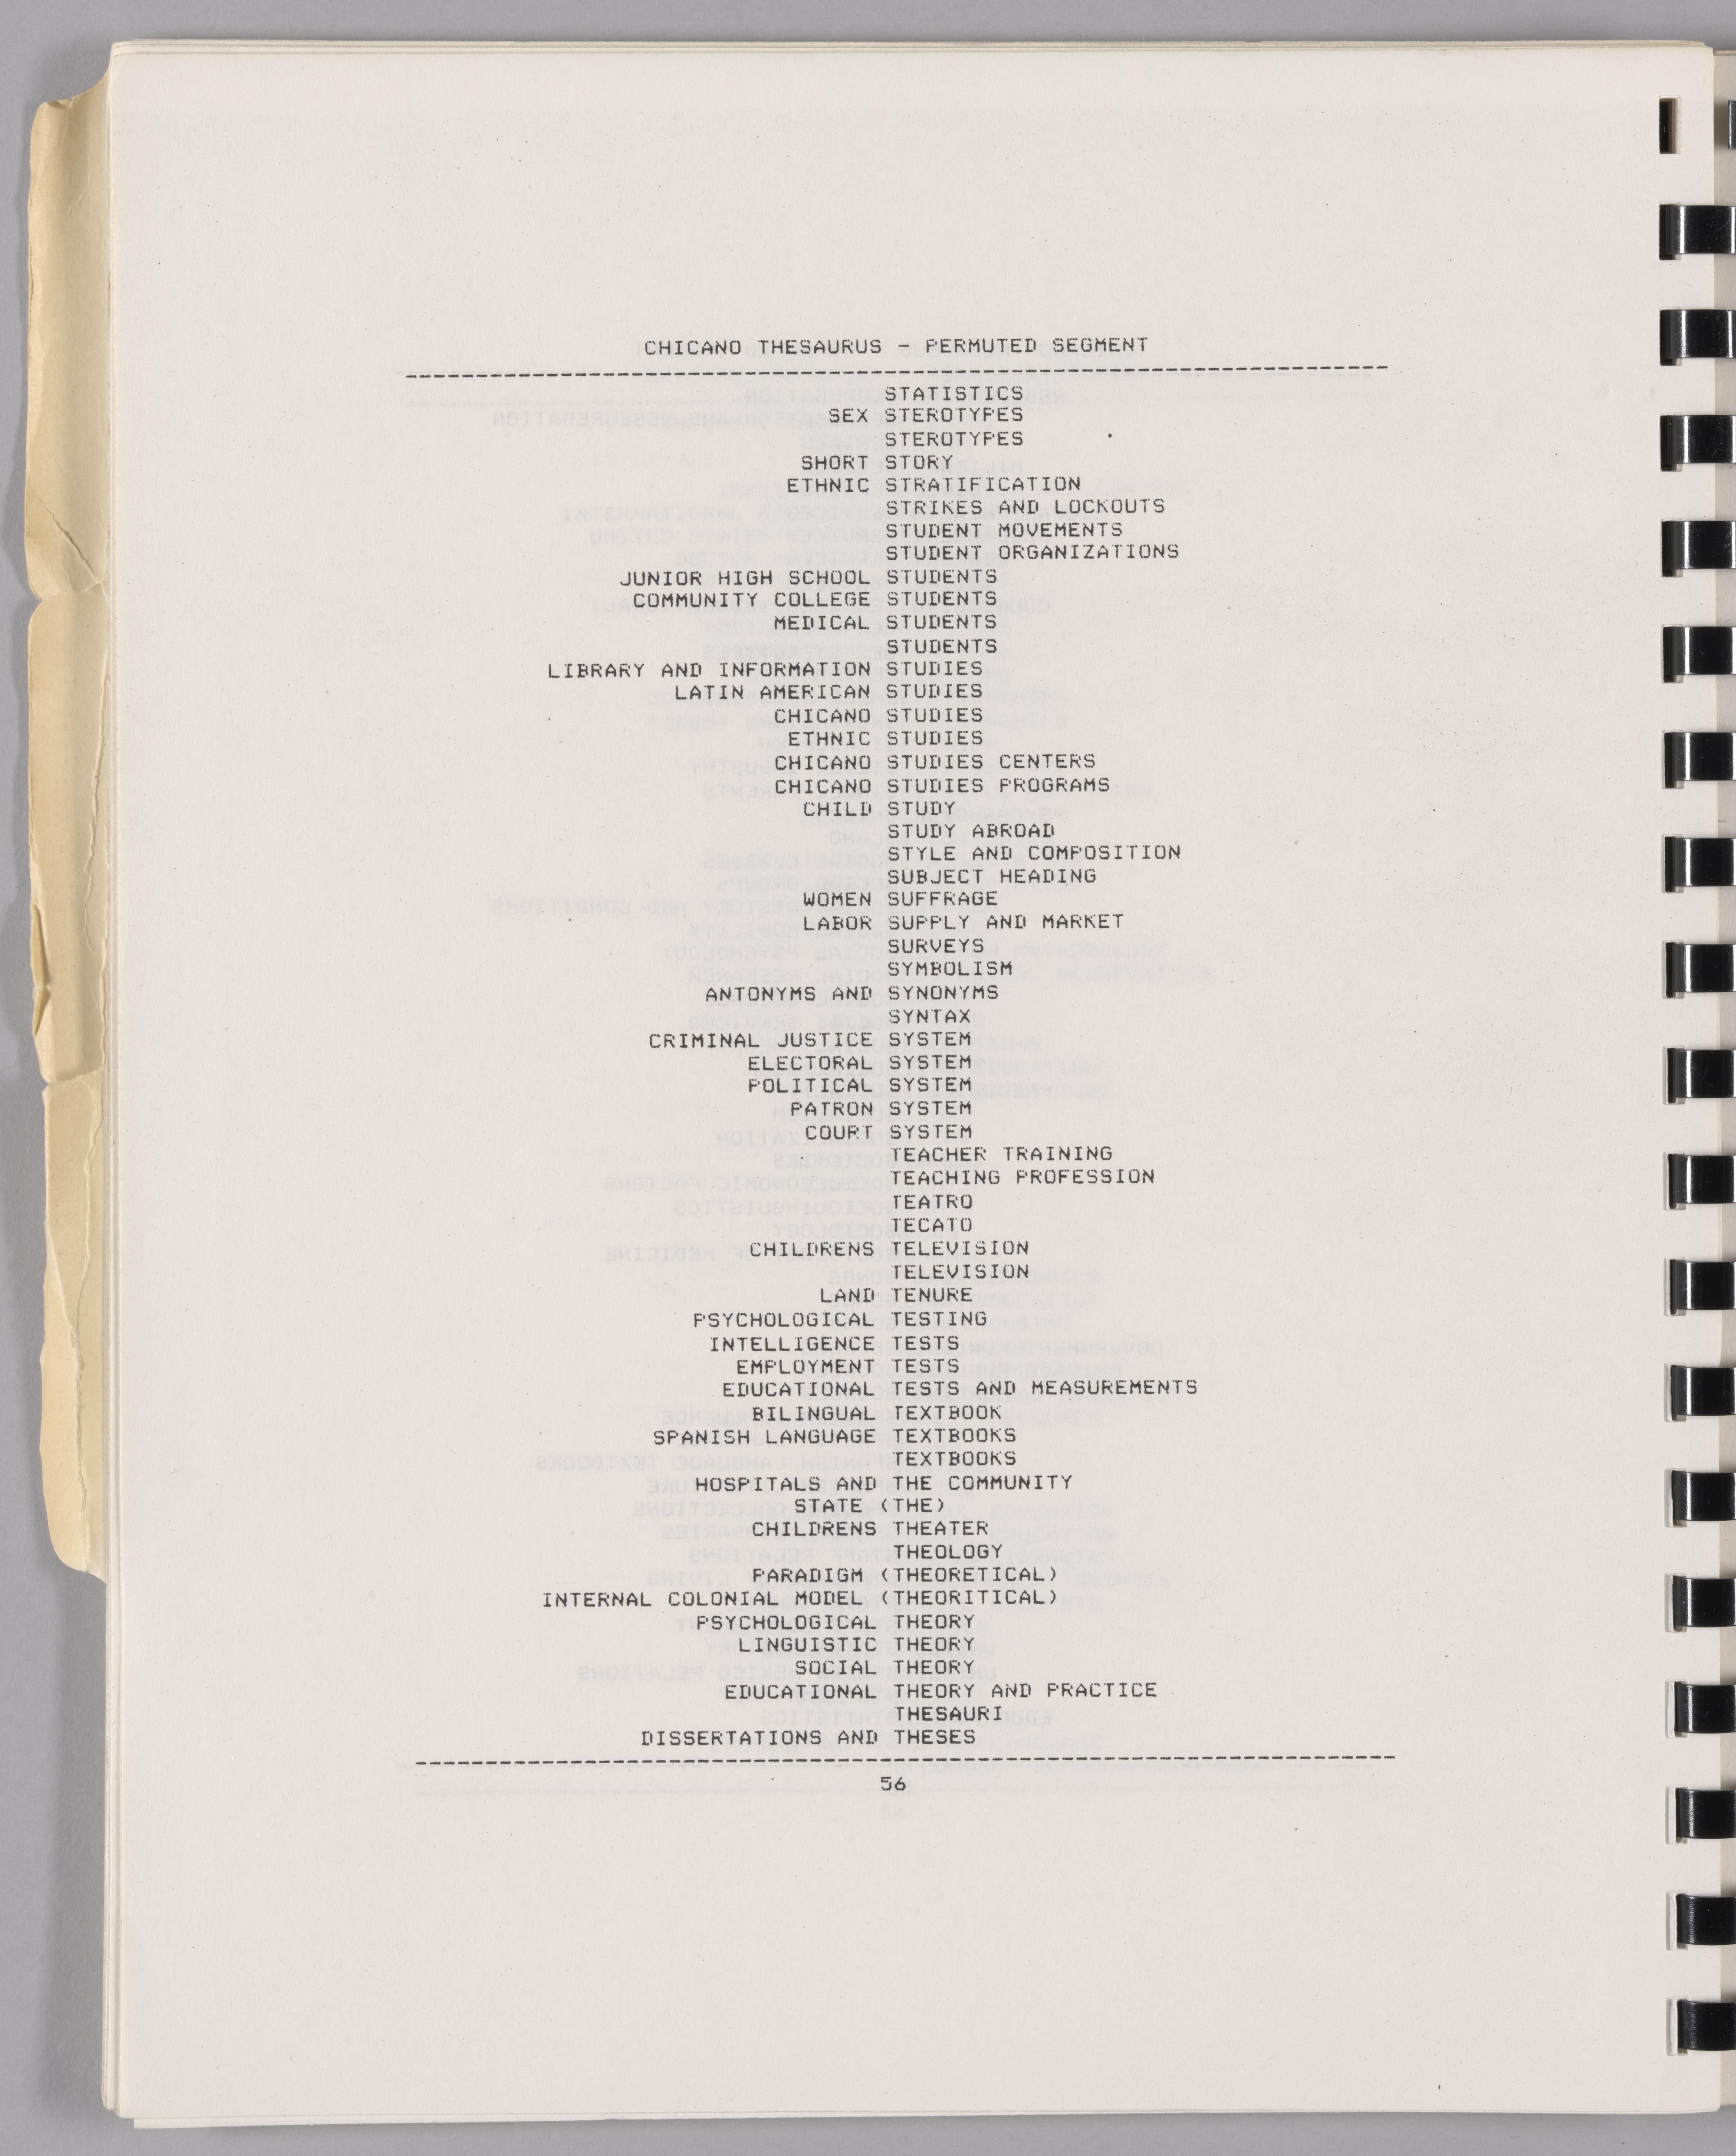 CHICANO THESAURUS - PERMUTED SEGMENT
STATISTICS
SEX STEROTYPES
STEROTYPES
SHORT STORY
ETHNIC STRATIFICATION
STRIKES AND LOCKOUTS
STUDENT MOVEMENTS
STUDENT ORGANIZATIONS
JUNIOR HIGH SCHOOL STUDENTS
COMMUNITY COLLEGE STUDENTS
MEDICAL STUDENTS
STUDENTS
LIBRARY AND INFORMATION STUDIES
LATIN AMERICAN STUDIES
CHICANO STUDIES
ETHNIC STUDIES
CHICANO STUDIES CENTERS
CHICANO STUDIES PROGRAMS
CHILD STUDY
STUDY ABROAD
STYLE AND COMPOSITION
SUBJECT HEADING
WOMEN SUFFRAGE
LABOR SUPPLY AND MARKET
SURVEYS
SYMBOLISM
ANTONYMS AND SYNONYMS
SYNTAX
CRIMINAL JUSTICE SYSTEM
ELECTORAL SYSTEM
POLITICAL SYSTEM
PATRON SYSTEM
COURT SYSTEM
TEACHER TRAINING
TEACHING PROFESSION
TEATRO
TECATO
CHILDRENS TELEVISION
TELEVISION
LAND TENURE
PSYCHOLOGICAL TESTING
INTELLIGENCE TESTS
EMPLOYMENT TESTS
EDUCATIONAL TESTS AND MEASUREMENTS
BILINGUAL TEXTBOOK
SPANISH LANGUAGE TEXTBOOKS
TEXTBOOKS
HOSPITALS AND THE COMMUNITY
STATE (THE)
CHILDRENS THEATER
THEOLOGY
PARADIGM (THEORETICAL)
INTERNAL COLONIAL MODEL (THEORITICAL)
PSYCHOLOGICAL THEORY
LINGUISTIC THEORY
SOCIAL THEORY
EDUCATIONAL THEORY AND PRACTICE
THESAURI
DISSERTATIONS AND THESES
56